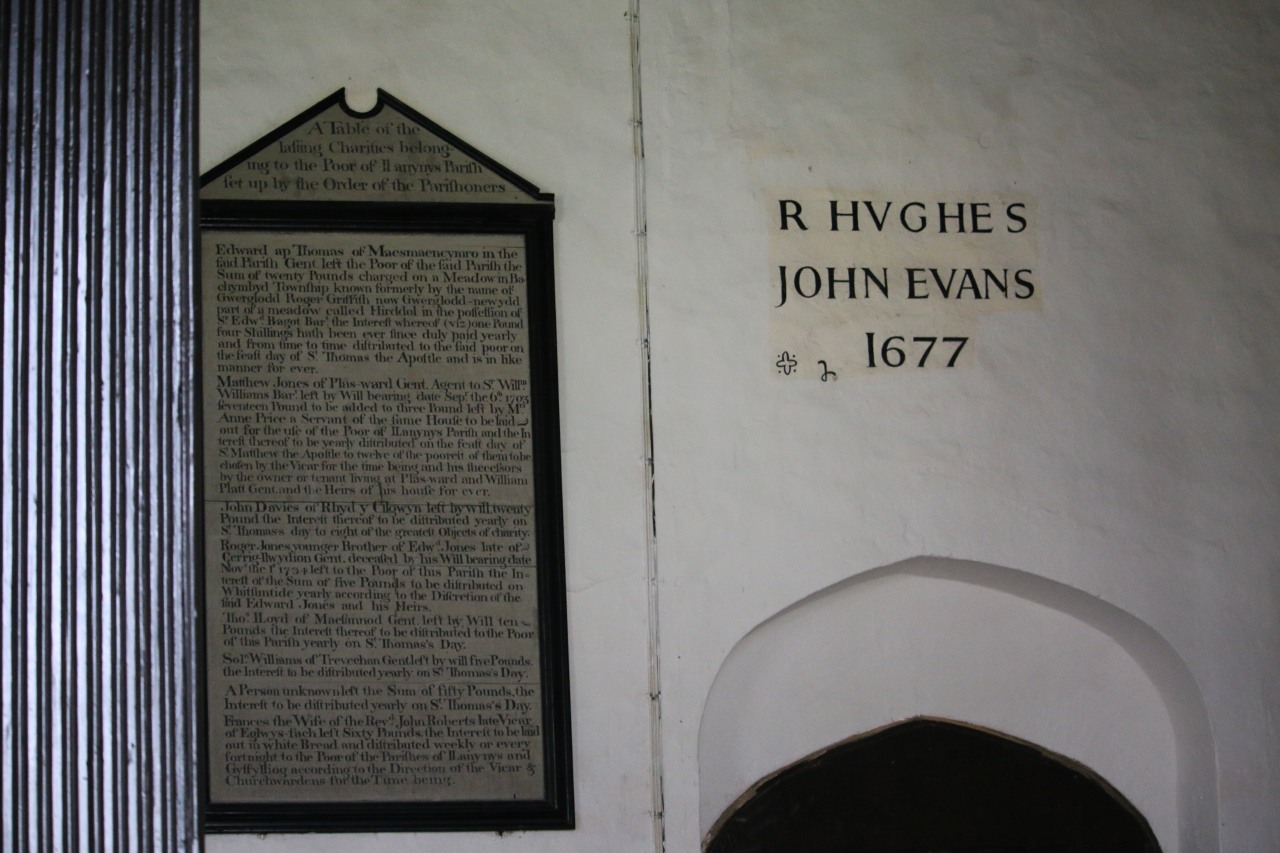 A Table of the
laſting Charities belong-
ing to the Poor of Llanynys Pariſh
ſet up by the Order of the Pariſhoners
Edward ap Thomas of Maesmaencymro in the
ſaid Pariſh Gent. left the Poor of the ſaid Pariſh the
Sum of twenty Pounds charged on a Meadow in Ba-
chymbyd Townſhip known formerly by the name of
Gwerglodd Roger Griffith now Gwerglodd-newydd
part of a meadow called Hirddol in the poſſeſſion of
Sr. Edwd. Bagot Bart. the Intereſt whereof (viz) one Pound
four Shillings hath been ever ſince duly paid yearly
and from time to time diſtributed to the ſaid poor on
the feaſt day of St. Thomas the Apoſtle and is in like
manner for ever.
Matthew Jones of Plas-ward Gent. Agent to Sr. Willm.
Williams Bart. left by Will bearing date Sepr. the 6th. 1703
ſeventeen Pound to be added to three Pound left by Mrs.
Anne Price a Servant of the ſame Houſe to be laid
out for the uſe of the Poor of Llanynys Pariſh and the In
tereſt thereof to be yearly diſtributed on the feaſt day of
St. Matthew the Apoſtle to twelve of the pooreſt of them to be
choſen by the Vicar for the time being and his ſucceſsors
by the owner or tenant living at Plas-ward and William
Platt Gent. and the Heirs of his houſe for ever.
John Davies of Rhyd y Cilgwyn left by Will twenty
Pound the Intereſt thereof to be diſtributed yearly on
St. Thomas's day to eight of the greateſt Objects of charity.
Roger Jones younger Brother of Edwd. Jones late of
Cerrig-llwydion Gent. deceaſed by his Will bearing date
Novr. the 1st 1734 left to the Poor of this Pariſh the In-
tereſt of the Sum of five Pounds to be diſtributed on
Whitſuntide yearly according to the Diſcretion of the
ſaid Edward Jones and his Heirs.
Thos. Lloyd of Maeſannod Gent. left by Will ten
Pounds the Intereſt thereof to be diſtributed to the Poor
of this Pariſh yearly on St. Thomas's Day.
Soln. Williams of Trevechan Gent left by will five Pounds.
the Intereſt to be diſtributed yearly on St. Thomas's Day.
A Perſon unknown left the Sum of fifty Pounds, the
Intereſt to be diſtributed yearly on St. Thomas's Day.
Frances the Wife of the Revd. John Roberts late Vicar
of Eglwys-fach left Sixty Pounds, the Intereſt to be laid
out in white Bread and diſtributed weekly or every
fortnight to the Poor of the Pariſhes of Llanynys and
Gyffylliog according to the Direction of the Vicar &
Churchwardens for the Time being.
R HVGHES
JOHN EVANS
1677